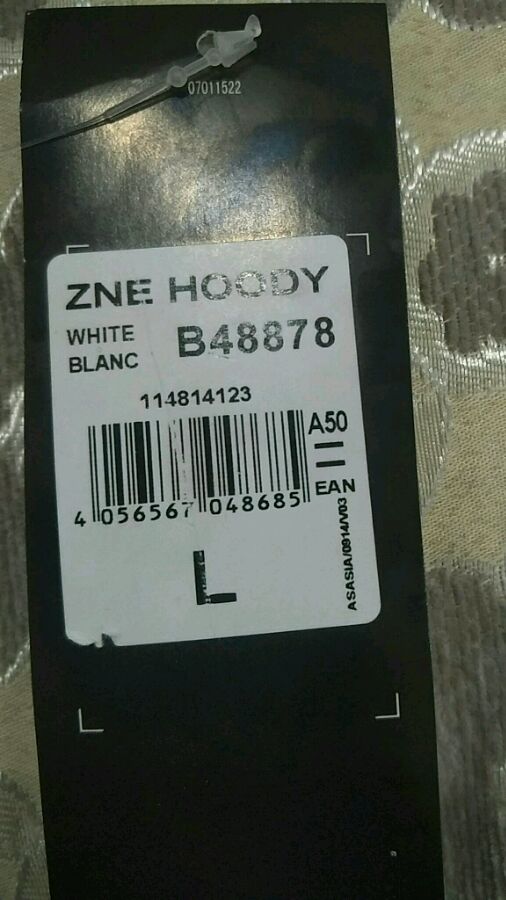 07011522
ZNE HOODY
WHITE
BLANC
B48878
114814123
A50
EAN
4 056567 048685
L
ASASIA/0914/V03